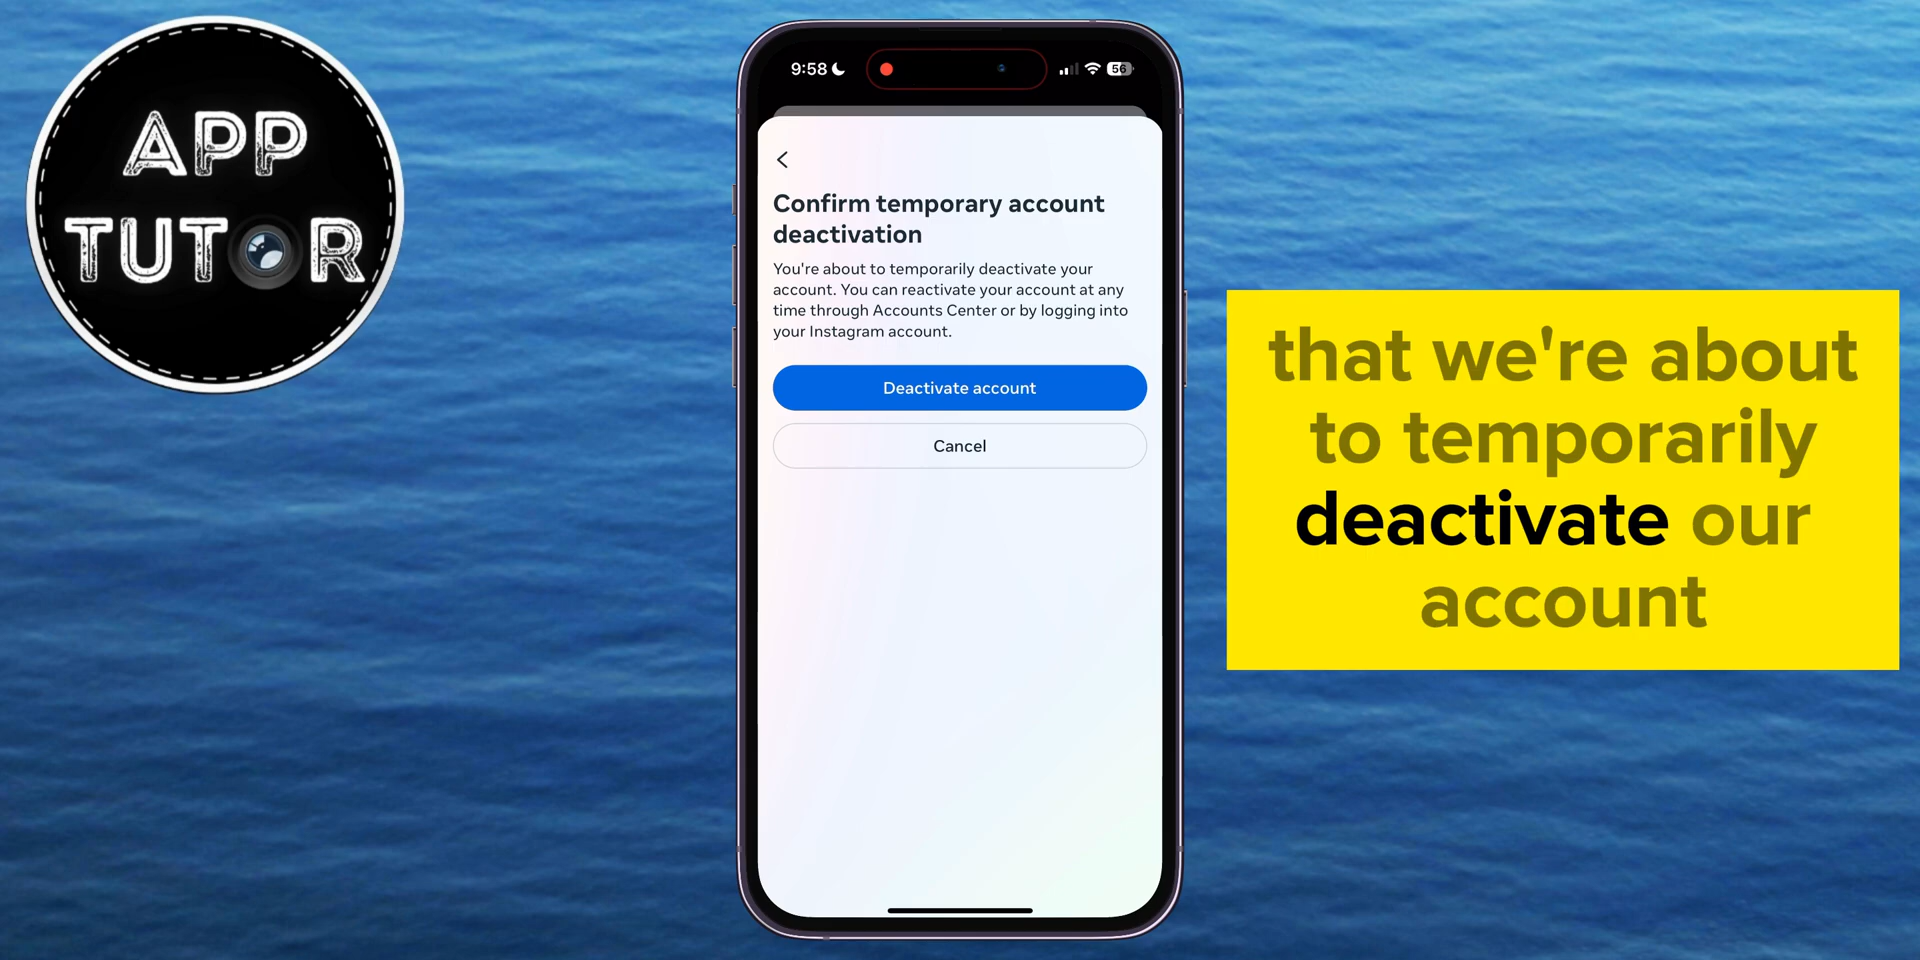 APP
TUTOR
9:58
56
Confirm temporary account
deactivation
You're about to temporarily deactivate your
account. You can reactivate your account at any
time through Accounts Center or by logging into
your Instagram account.
Deactivate account
Cancel
that we're about
to temporarily
deactivate our
account